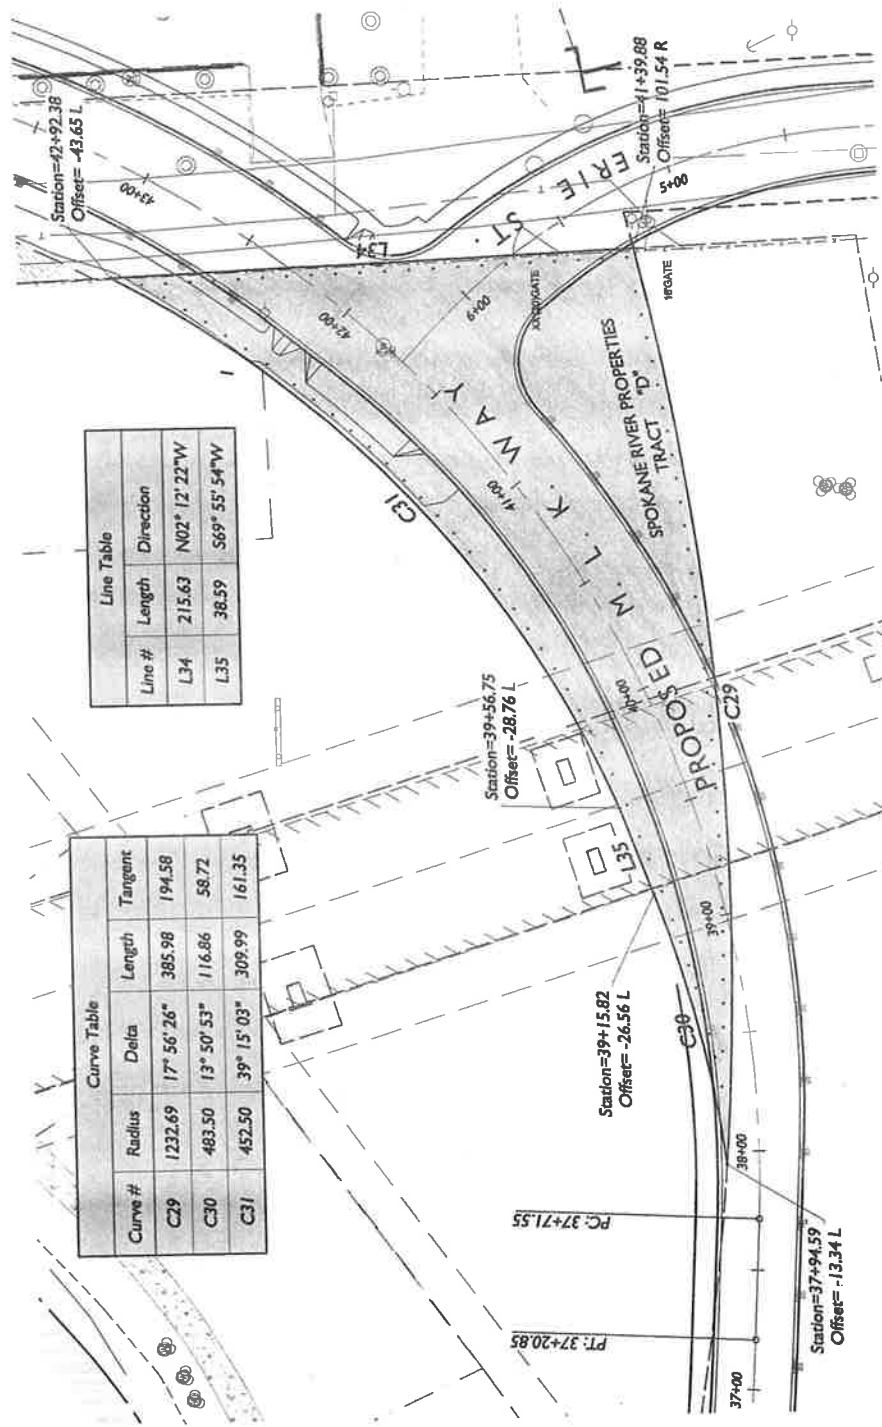 Station=42+92.38
Offset= -43.65 L
43+00
L34
ERIE ST.
Station=41+39.88
Offset= 101.54 R
5+00
6+00
42+00
16'GATE
SPOKANE RIVER PROPERTIES
TRACT "D"
PROPOSED M. L. K. WAY
41+00
40+00
39+00
C31
C29
Line Table
Line # Length Direction
L34 215.63 N02° 12' 22"W
L35 38.59 S69° 55' 54"W
Station=39+56.75
Offset= -28.76 L
L35
Curve Table
Curve # Radius Delta Length Tangent
C29 1232.69 17° 56' 26" 385.98 194.58
C30 483.50 13° 50' 53" 116.86 58.72
C31 452.50 39° 15' 03" 309.99 161.35
Station=39+15.82
Offset= -26.56 L
C30
38+00
PC: 37+71.55
PT: 37+20.85
37+00
Station=37+94.59
Offset= -13.34 L